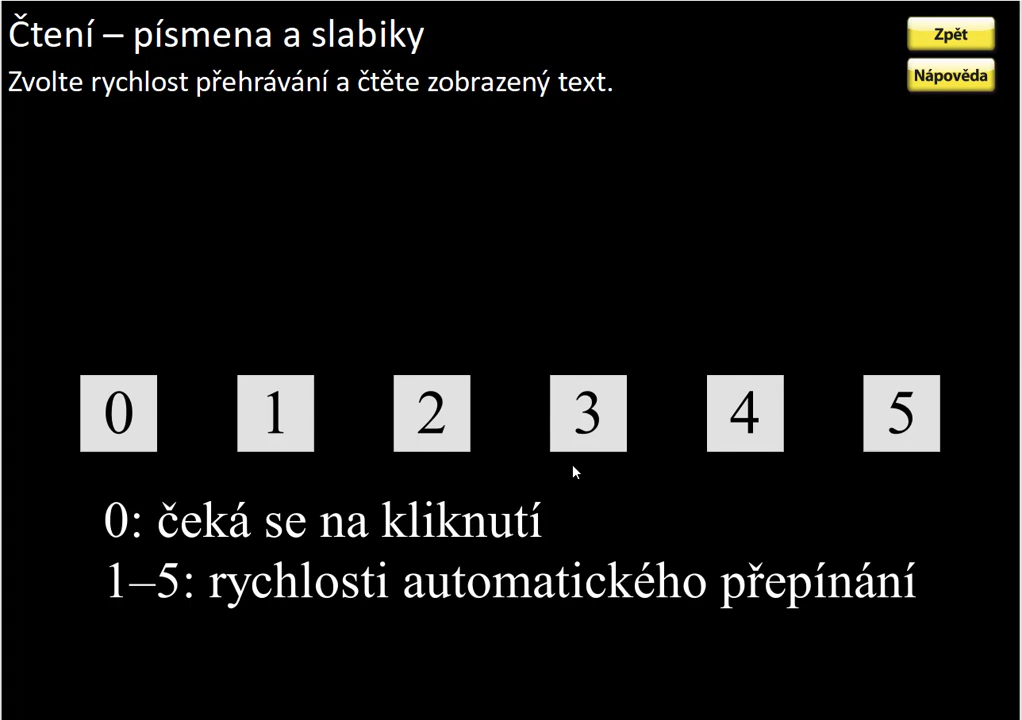 Čtení – písmena a slabiky
Zpět
Zvolte rychlost přehrávání a čtěte zobrazený text.
Nápověda
0 1 2 3 4 5
0: čeká se na kliknutí
1–5: rychlosti automatického přepínání